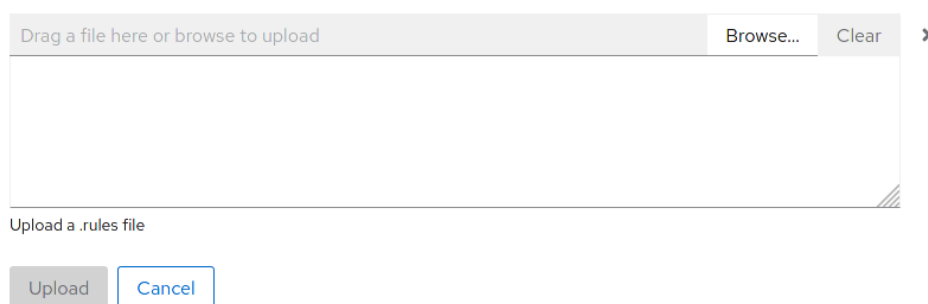 Drag a file here or browse to upload Browse... Clear
Upload a .rules file
Upload Cancel